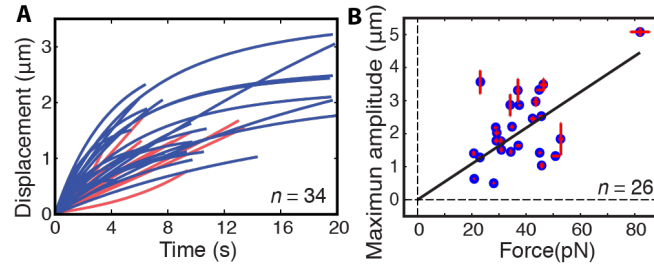 A
Displacement (μm)
3
2
1
0
0
4
8
12
16
20
Time (s)
n = 34
B
Maximun amplitude (μm)
5
4
3
2
1
0
0
20
40
60
80
Force(pN)
n = 26